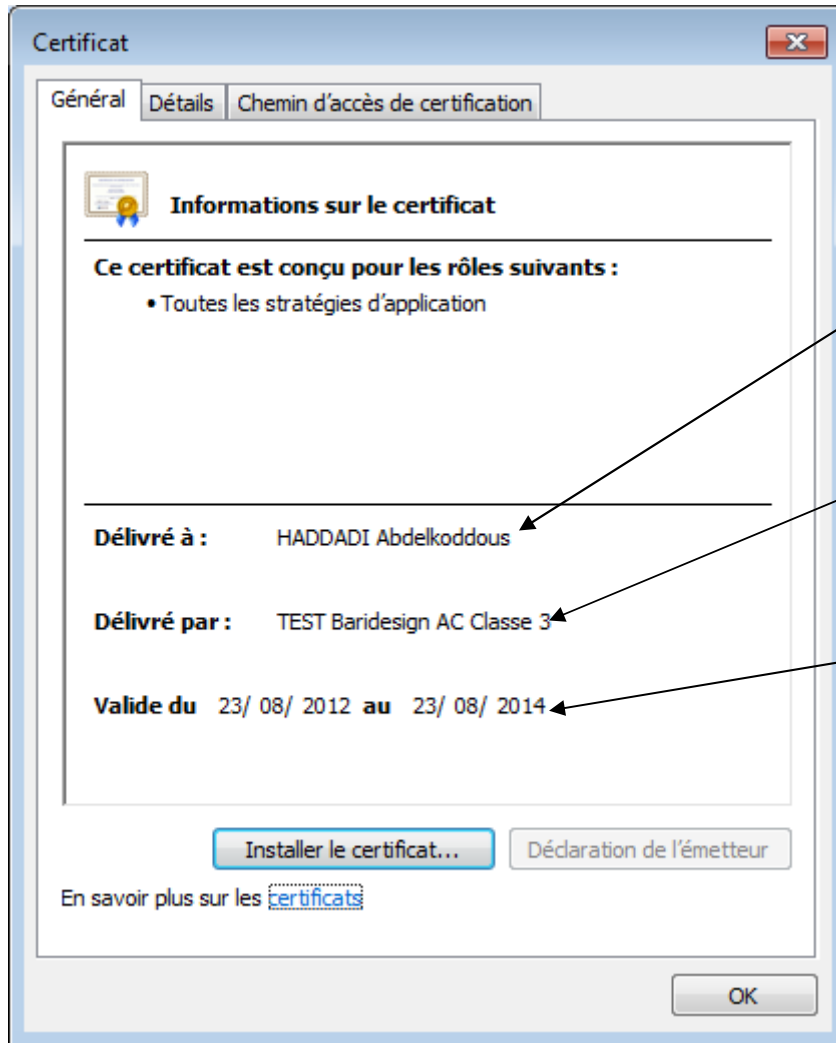 Certificat
Général Détails Chemin d'accès de certification
Informations sur le certificat
Ce certificat est conçu pour les rôles suivants :
• Toutes les stratégies d'application
Délivré à : HADDADI Abdelkoddous
Délivré par : TEST Baridesign AC Classe 3
Valide du 23/ 08/ 2012 au 23/ 08/ 2014
Installer le certificat... Déclaration de l'émetteur
En savoir plus sur les certificats
OK